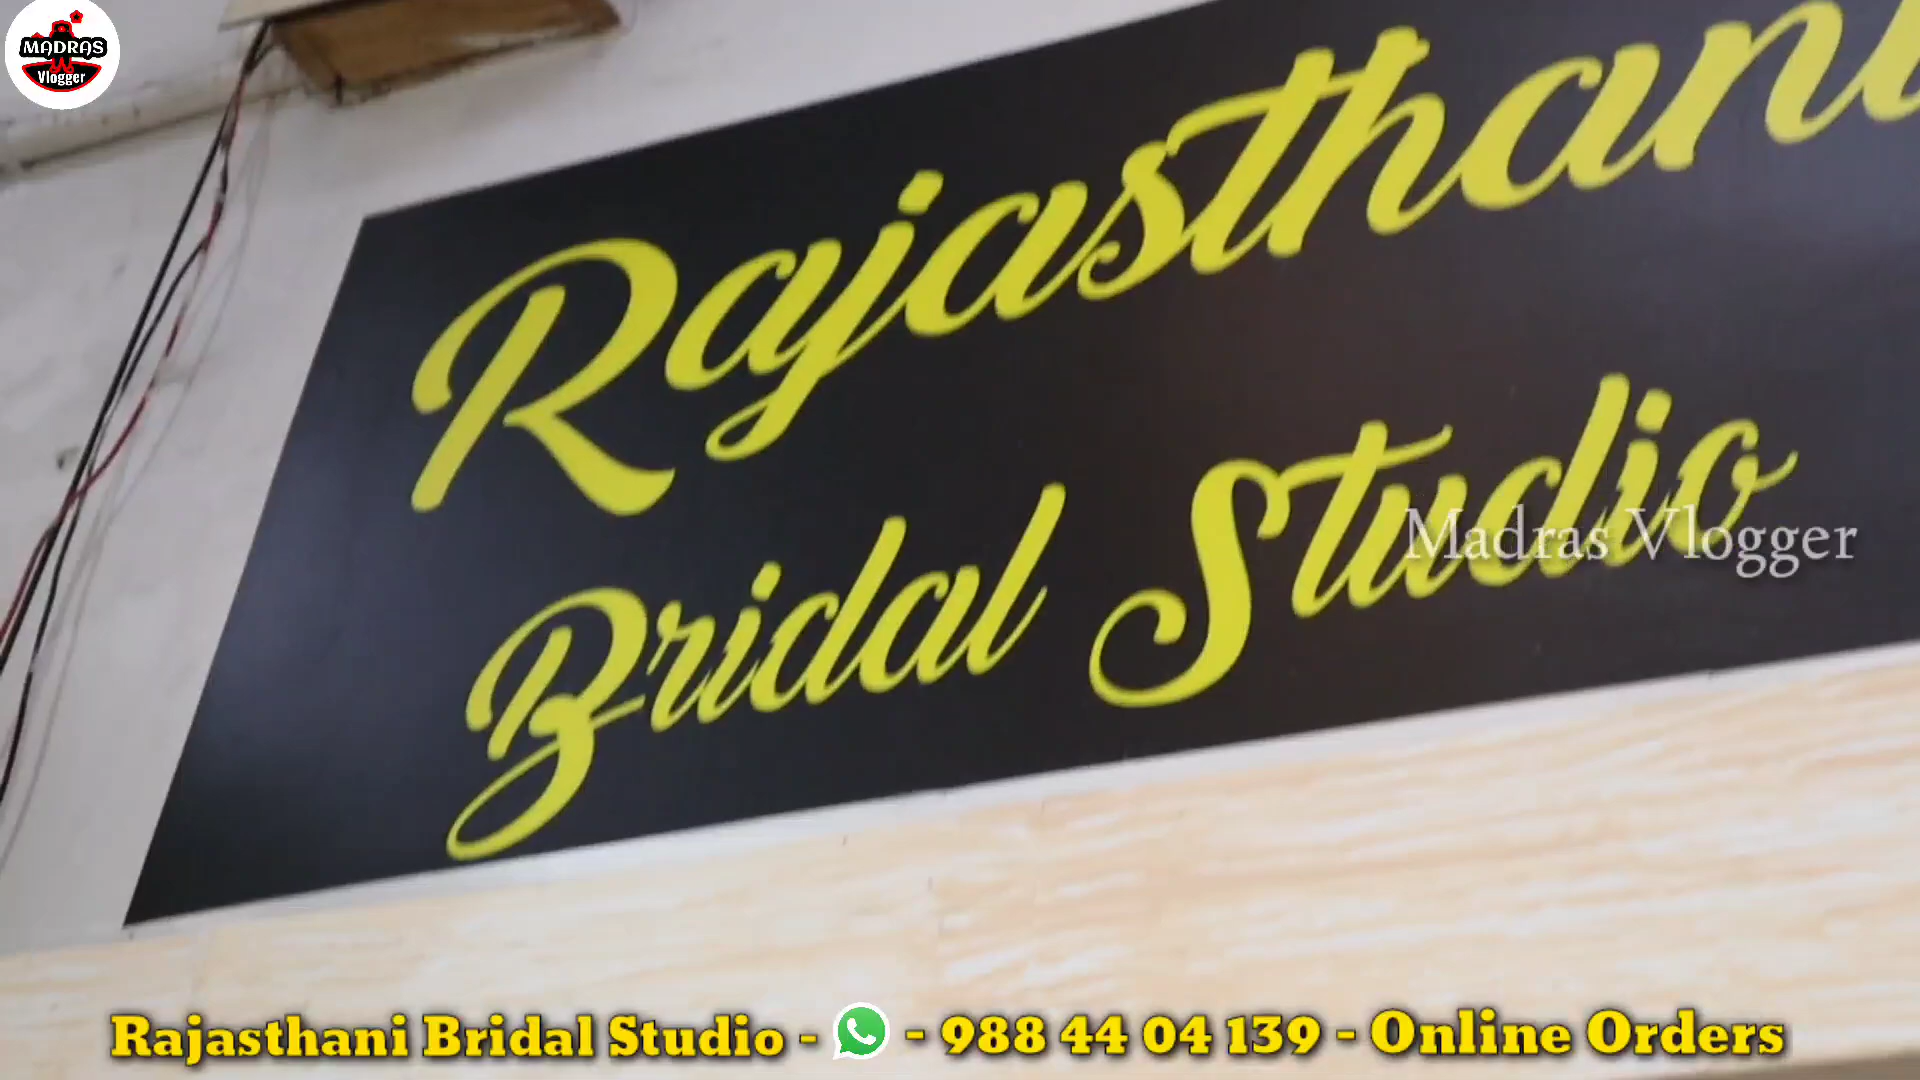 MADRAS
Vlogger
Rajasthani
Bridal Studio
Madras Vlogger
Rajasthani Bridal Studio - - 988 44 04 139 - Online Orders